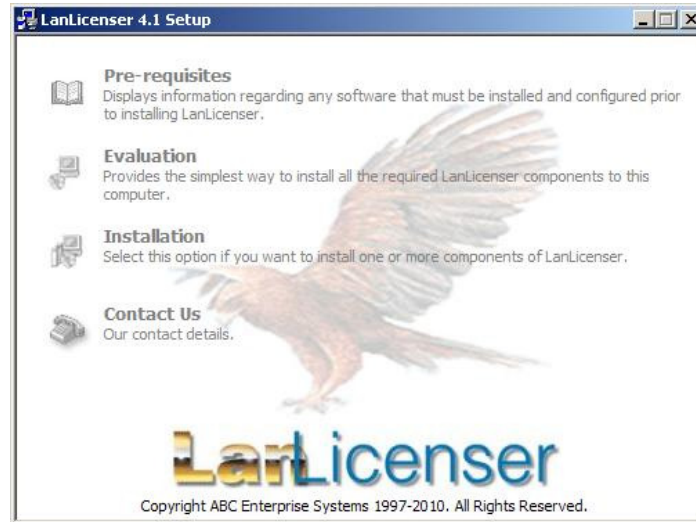 LanLicenser 4.1 Setup
Pre-requisites
Displays information regarding any software that must be installed and configured prior
to installing LanLicenser.
Evaluation
Provides the simplest way to install all the required LanLicenser components to this
computer.
Installation
Select this option if you want to install one or more components of LanLicenser.
Contact Us
Our contact details.
LanLicenser
Copyright ABC Enterprise Systems 1997-2010. All Rights Reserved.